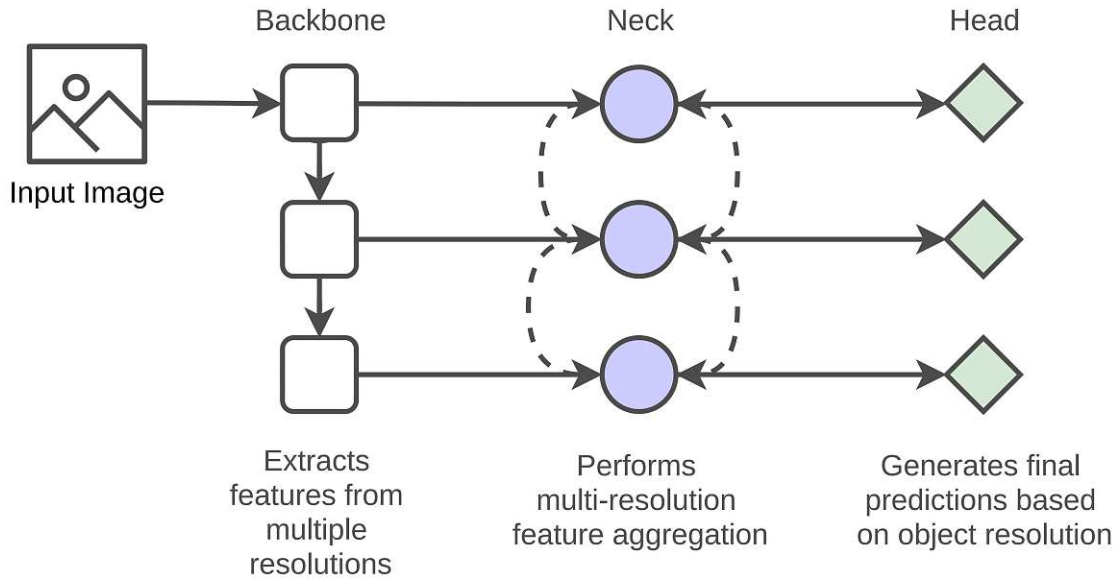 Backbone
Neck
Head
Input Image
Extracts
features from
multiple
resolutions
Performs
multi-resolution
feature aggregation
Generates final
predictions based
on object resolution